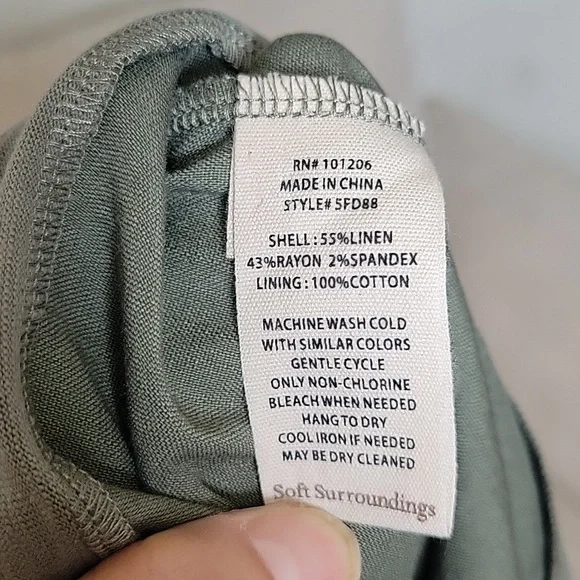 RN# 101206
MADE IN CHINA
STYLE# 5FD88
SHELL : 55%LINEN
43%RAYON 2%SPANDEX
LINING : 100%COTTON
MACHINE WASH COLD
WITH SIMILAR COLORS
GENTLE CYCLE
ONLY NON-CHLORINE
BLEACH WHEN NEEDED
HANG TO DRY
COOL IRON IF NEEDED
MAY BE DRY CLEANED
Soft Surroundings